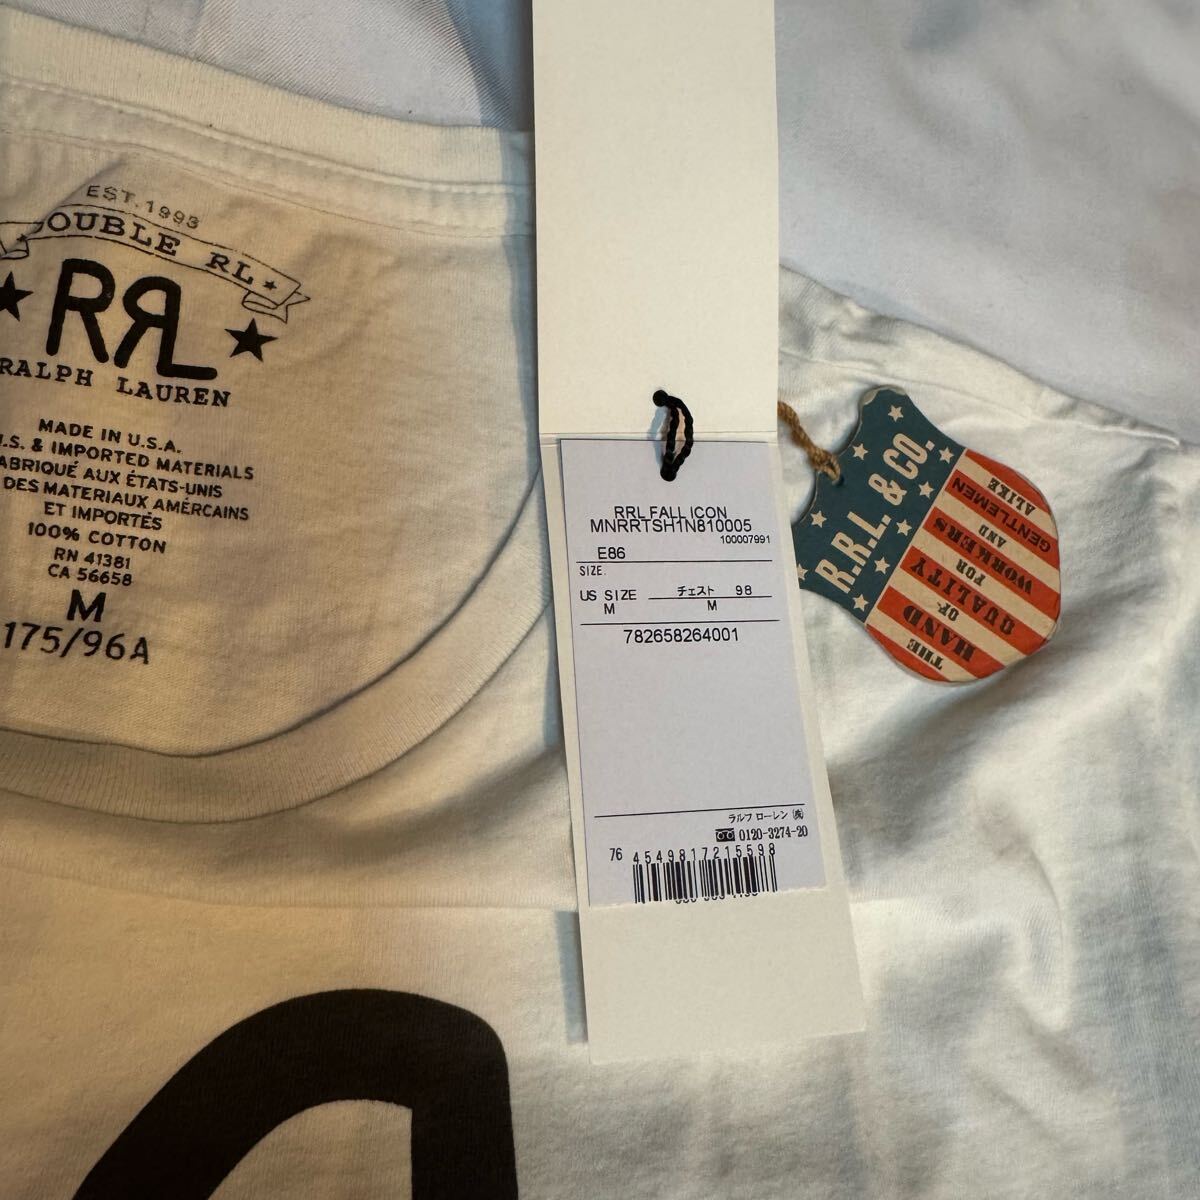 EST. 1993
OUBLE RL
RRL
RALPH LAUREN
MADE IN U.S.A.
.S. & IMPORTED MATERIALS
ABRIQUÉ AUX ÉTATS-UNIS
DES MATERIAUX AMÉRCAINS
ET IMPORTÉS
100% COTTON
RN 41381
CA 56658
M
175/96A
RRL FALL ICON
MNRRTSH1N810005
100007991
E86
SIZE.
US SIZE チェスト 98
M M
782658264001
ラルフ ローレン ㈱
0120-3274-20
76 4549817215598
R.R.L. & CO.
THE
HAND
OF
QUALITY
FOR
WORKERS
AND
GENTLEMEN
ALIKE